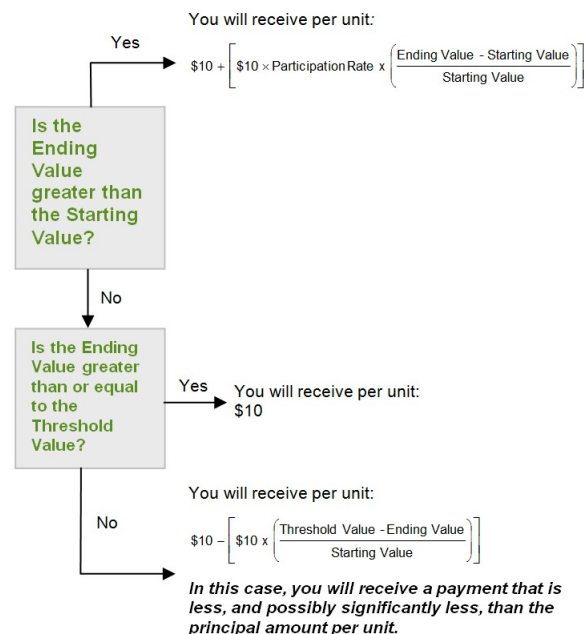 You will receive per unit:
Yes
$10 + [ $10 × Participation Rate x ( Ending Value - Starting Value / Starting Value ) ]
Is the
Ending
Value
greater than
the Starting
Value?
No
Is the Ending
Value greater
than or equal
to the
Threshold
Value?
Yes
You will receive per unit:
$10
You will receive per unit:
No
$10 – [ $10 x ( Threshold Value - Ending Value / Starting Value ) ]
In this case, you will receive a payment that is
less, and possibly significantly less, than the
principal amount per unit.